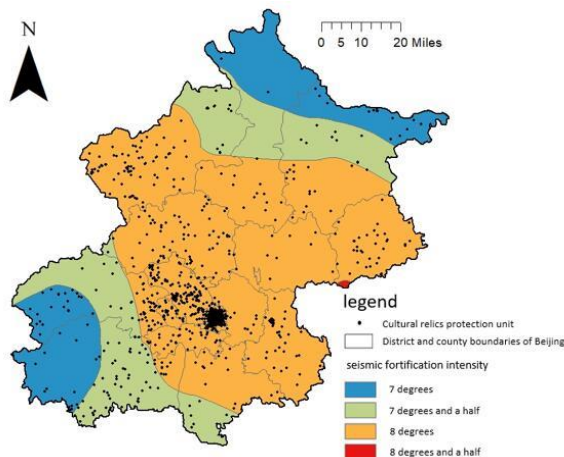 N
0 5 10 20 Miles
legend
Cultural relics protection unit
District and county boundaries of Beijing
seismic fortification intensity
7 degrees
7 degrees and a half
8 degrees
8 degrees and a half